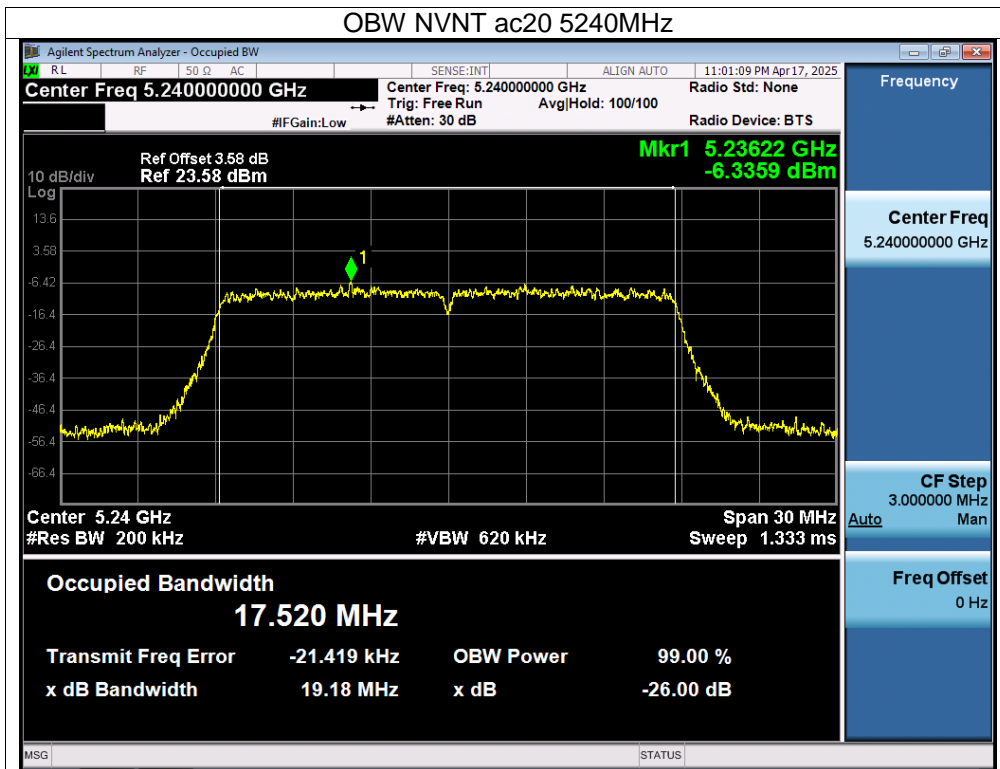 OBW NVNT ac20 5240MHz
Agilent Spectrum Analyzer - Occupied BW
LXI RL RF 50 Ω AC SENSE:INT ALIGN AUTO 11:01:09 PM Apr 17, 2025
Center Freq 5.240000000 GHz
Center Freq: 5.240000000 GHz
Radio Std: None
Trig: Free Run Avg|Hold: 100/100
#IFGain:Low #Atten: 30 dB Radio Device: BTS
Frequency
Mkr1 5.23622 GHz
-6.3359 dBm
Ref Offset 3.58 dB
10 dB/div Ref 23.58 dBm
Log
13.6
3.58
-6.42
-16.4
-26.4
-36.4
-46.4
-56.4
-66.4
1
Center 5.24 GHz Span 30 MHz
#Res BW 200 kHz #VBW 620 kHz Sweep 1.333 ms
Center Freq
5.240000000 GHz
CF Step
3.000000 MHz
Auto Man
Freq Offset
0 Hz
Occupied Bandwidth
17.520 MHz
Transmit Freq Error -21.419 kHz OBW Power 99.00 %
x dB Bandwidth 19.18 MHz x dB -26.00 dB
MSG STATUS